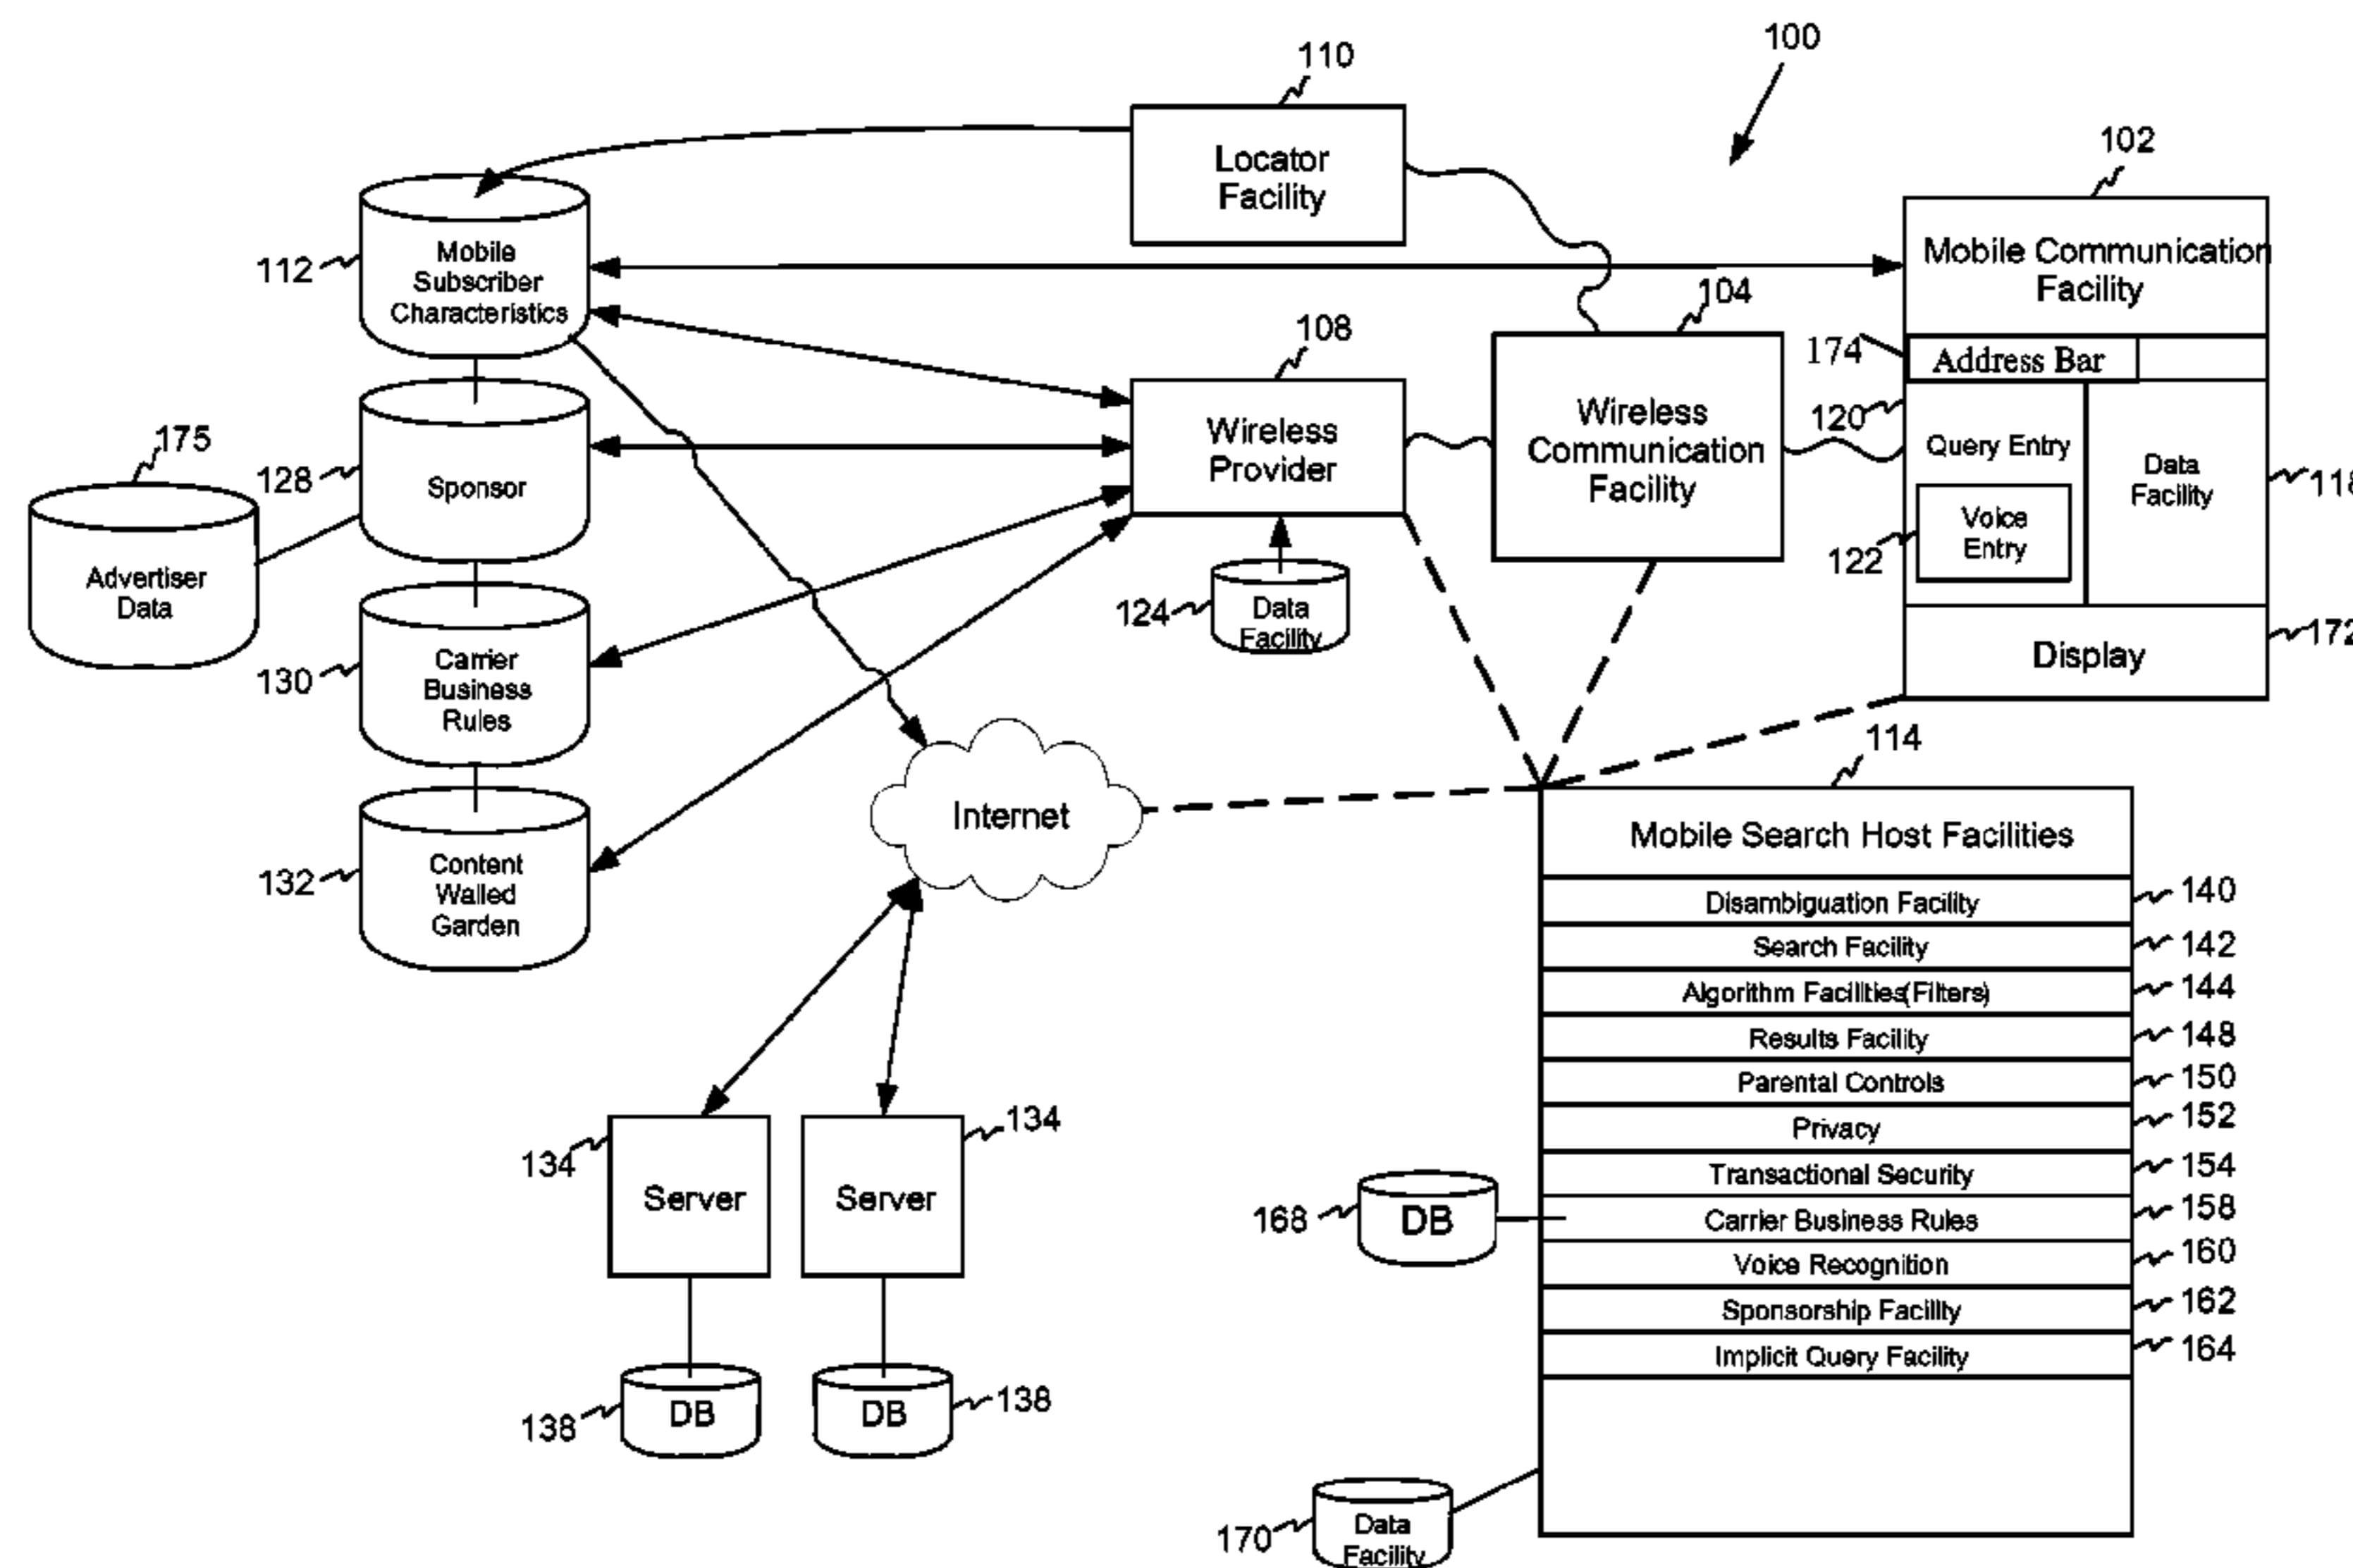 100
110
Locator
Facility
102
Mobile Communication
Facility
112
Mobile
Subscriber
Characteristics
104
108
174
Address Bar
Wireless
Provider
Wireless
Communication
Facility
120
Query Entry
Data
Facility
118
Voice
Entry
122
175
128
Sponsor
Advertiser
Data
124
Data
Facility
172
Display
130
Carrier
Business
Rules
114
Internet
Mobile Search Host Facilities
132
Content
Walled
Garden
Disambiguation Facility
140
Search Facility
142
Algorithm Facilities(Filters)
144
Results Facility
148
Parental Controls
150
Privacy
152
Transactional Security
154
Carrier Business Rules
158
Voice Recognition
160
Sponsorship Facility
162
Implicit Query Facility
164
134
Server
134
Server
168
DB
138
DB
DB
138
170
Data
Facility